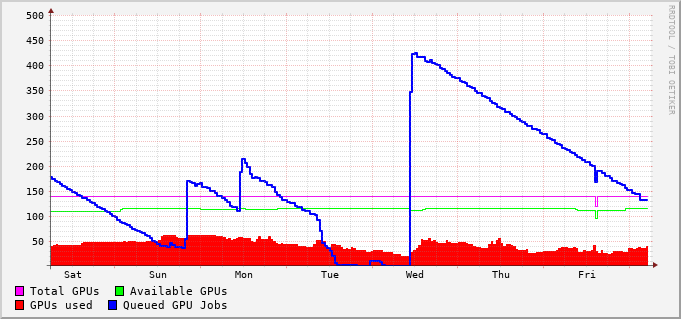 500
450
400
350
300
250
200
150
100
50
Sat Sun Mon Tue Wed Thu Fri
Total GPUs Available GPUs
GPUs used Queued GPU Jobs
RRDTOOL / TOBI OETIKER